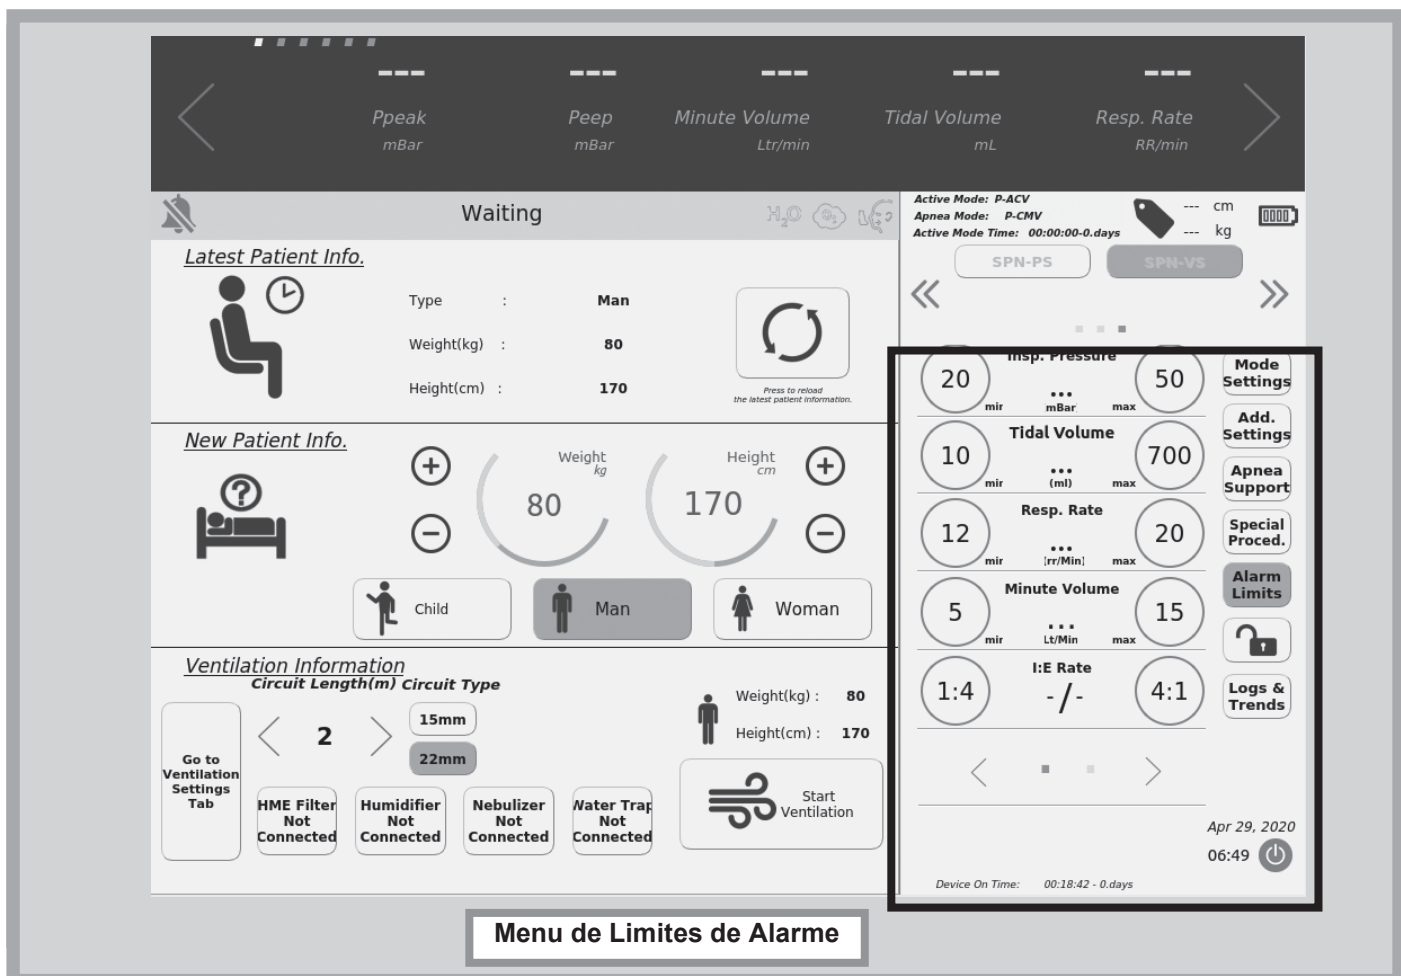 --- --- --- --- ---
Ppeak Peep Minute Volume Tidal Volume Resp. Rate
mBar mBar Ltr/min mL RR/min
Waiting
H₂O
Active Mode: P-ACV
Apnea Mode: P-CMV
Active Mode Time: 00:00:00-0.days
--- cm
--- kg
SPN-PS
SPN-VS
Latest Patient Info.
Type : Man
Weight(kg) : 80
Height(cm) : 170
Press to reload
the latest patient information.
New Patient Info.
Weight
kg
80
Height
cm
170
Child
Man
Woman
Ventilation Information
Circuit Length(m) Circuit Type
Go to
Ventilation
Settings
Tab
2
15mm
22mm
HME Filter
Not
Connected
Humidifier
Not
Connected
Nebulizer
Not
Connected
Water Trap
Not
Connected
Weight(kg) : 80
Height(cm) : 170
Start
Ventilation
Insp. Pressure
20 ... 50
min mBar max
Tidal Volume
10 ... 700
min (ml) max
Resp. Rate
12 ... 20
min (rr/Min) max
Minute Volume
5 ... 15
min Lt/Min max
I:E Rate
1:4 -/- 4:1
Mode
Settings
Add.
Settings
Apnea
Support
Special
Proced.
Alarm
Limits
Logs &
Trends
Apr 29, 2020
06:49
Device On Time: 00:18:42 - 0.days
Menu de Limites de Alarme